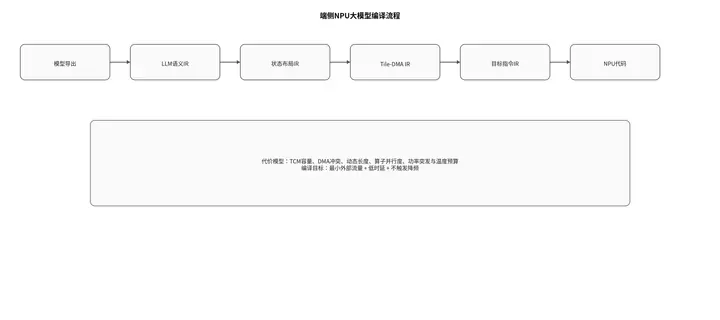 端侧NPU大模型编译流程
模型导出
LLM语义IR
状态布局IR
Tile-DMA IR
目标指令IR
NPU代码
代价模型：TCM容量、DMA冲突、动态长度、算子并行度、功率突发与温度预算
编译目标：最小外部流量 + 低时延 + 不触发降频